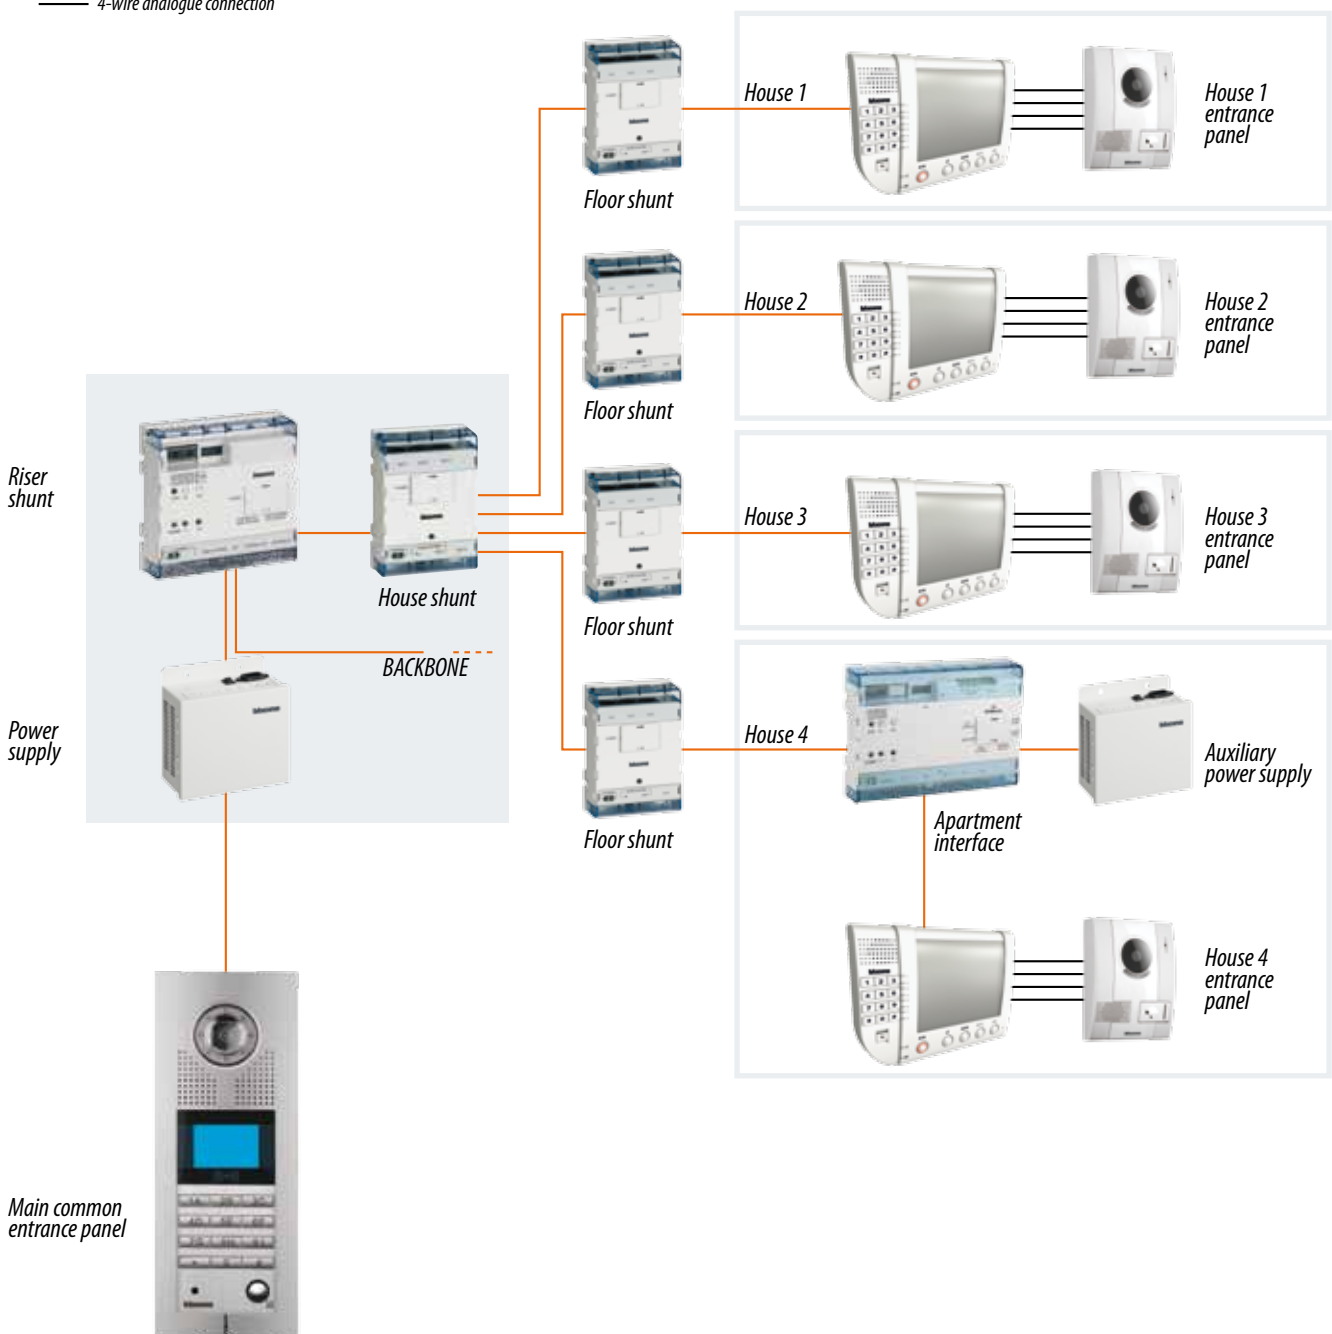 4-wire analogue connection
House 1
House 1
entrance
panel
Floor shunt
House 2
House 2
entrance
panel
Floor shunt
Riser
shunt
House 3
House 3
entrance
panel
House shunt
Floor shunt
BACKBONE
Power
supply
House 4
Auxiliary
power supply
Apartment
interface
Floor shunt
House 4
entrance
panel
Main common
entrance panel